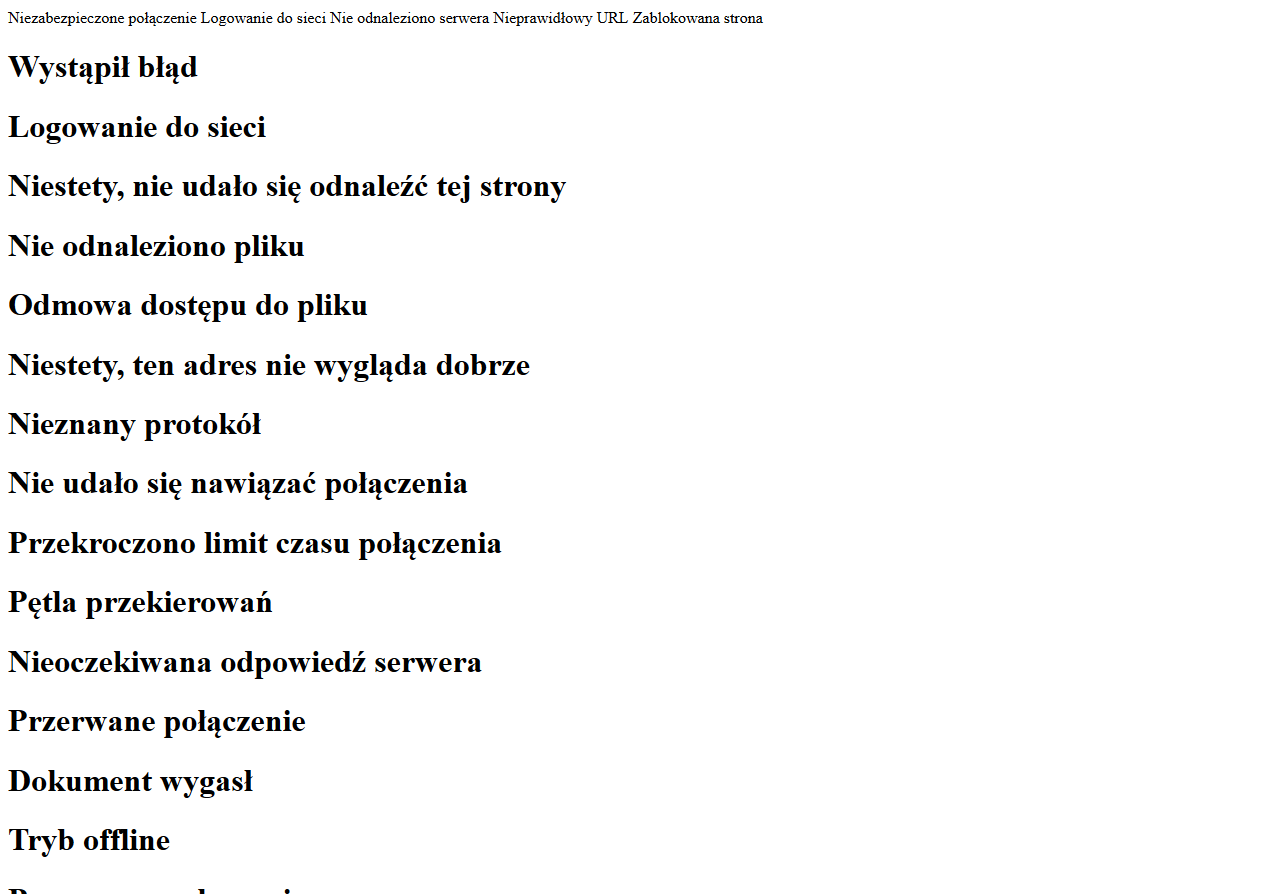 Niezabezpieczone połączenie Logowanie do sieci Nie odnaleziono serwera Nieprawidłowy URL Zablokowana strona
Wystąpił błąd
Logowanie do sieci
Niestety, nie udało się odnaleźć tej strony
Nie odnaleziono pliku
Odmowa dostępu do pliku
Niestety, ten adres nie wygląda dobrze
Nieznany protokół
Nie udało się nawiązać połączenia
Przekroczono limit czasu połączenia
Pętla przekierowań
Nieoczekiwana odpowiedź serwera
Przerwane połączenie
Dokument wygasł
Tryb offline